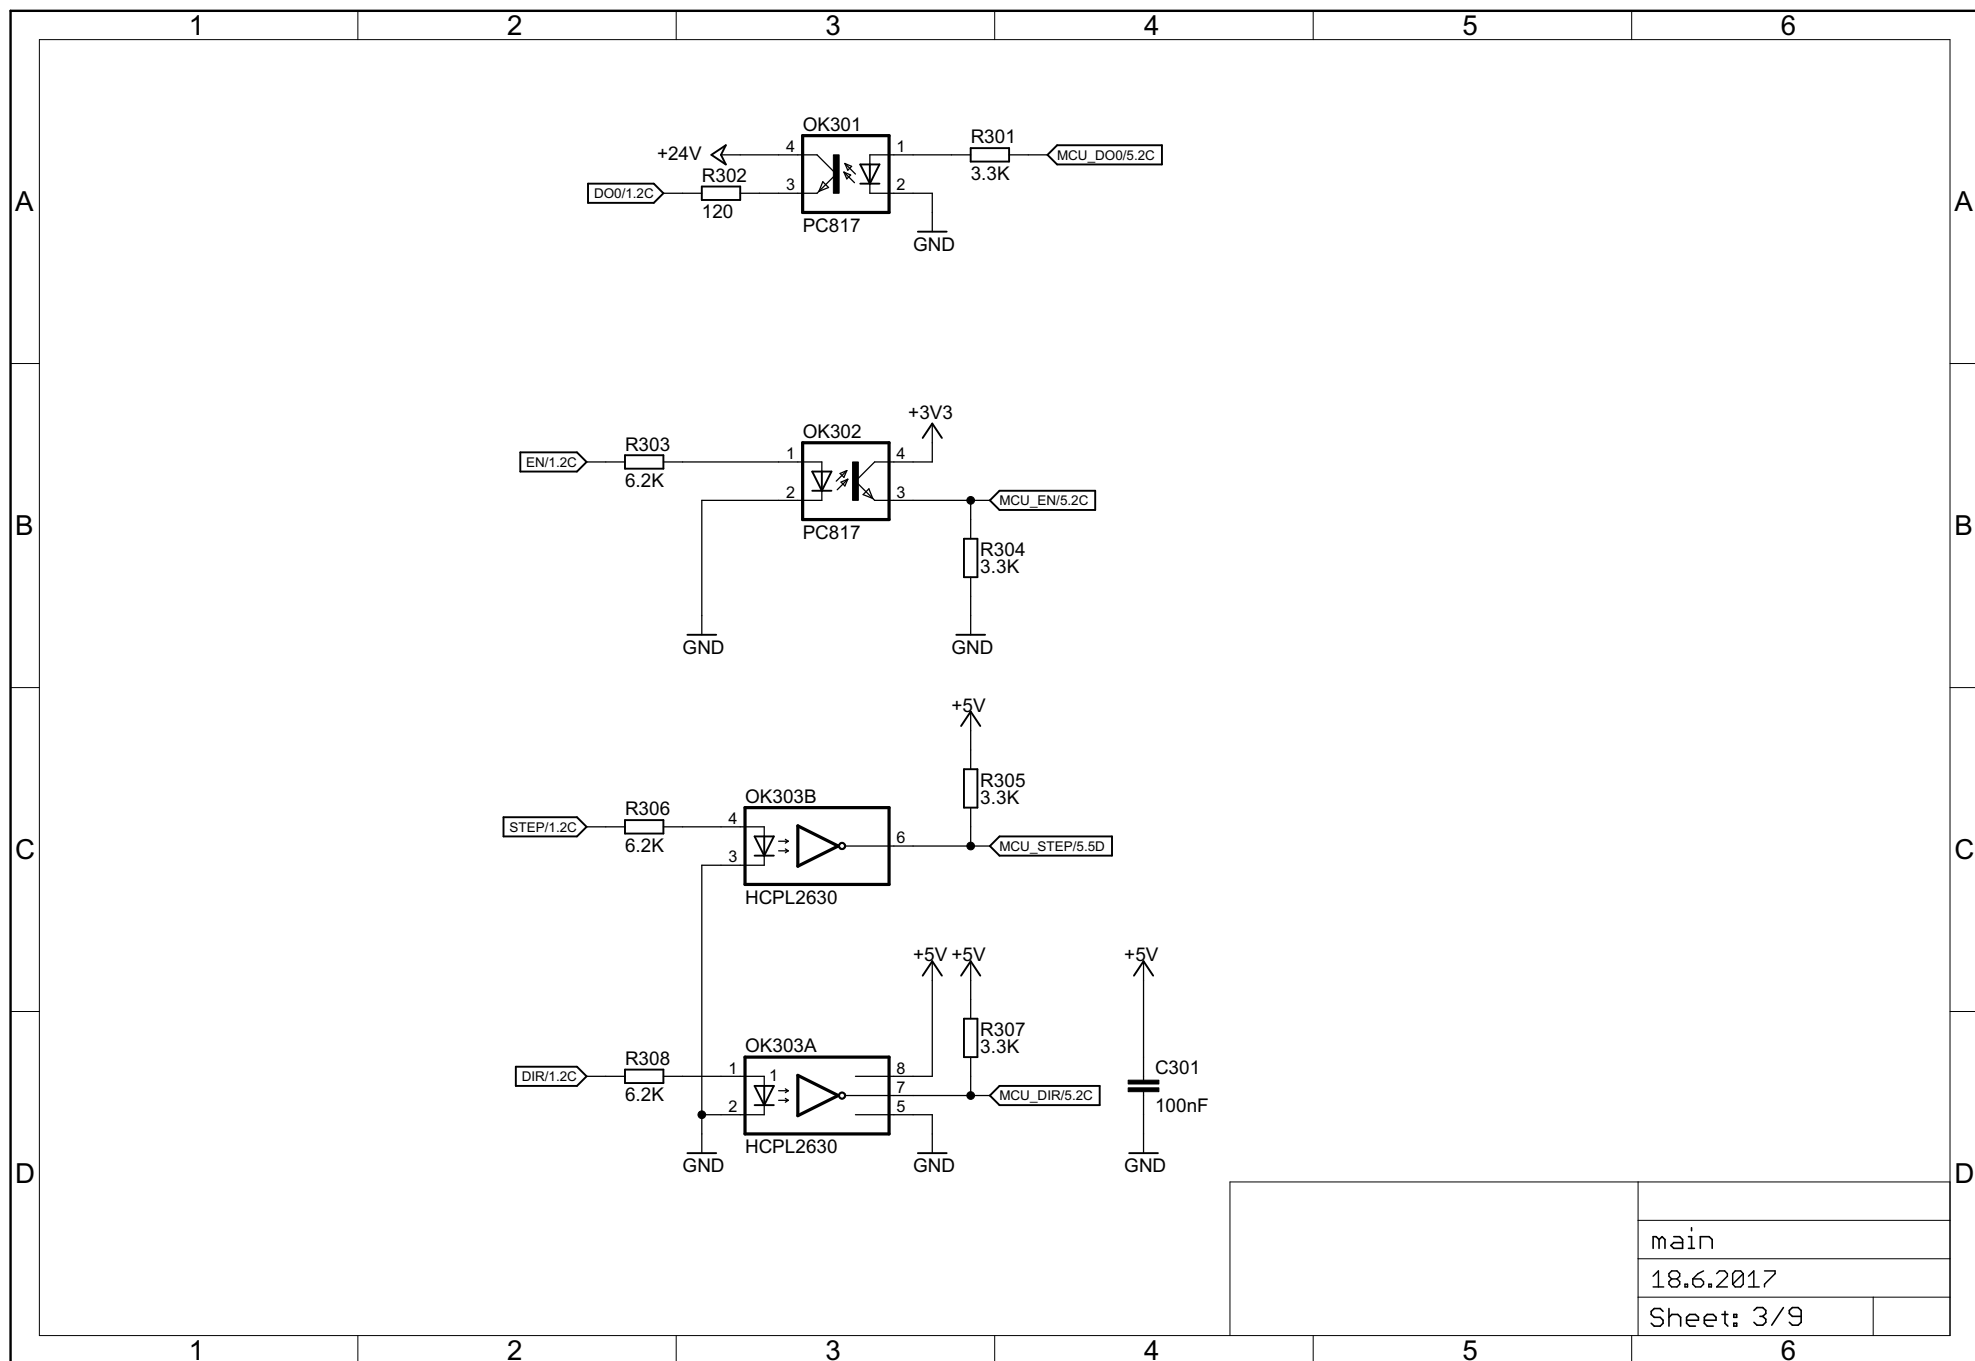 1 2 3 4 5 6
A A
OK301
+24V 4 1 R301 MCU_DO0/5.2C
R302 3.3K
DO0/1.2C 3 2
120 PC817
GND
+3V3
OK302
EN/1.2C R303 1 4
6.2K
2 3 MCU_EN/5.2C
B B
PC817
R304
3.3K
GND GND
+5V
R305
3.3K
OK303B
STEP/1.2C R306 4
6.2K
3 6 MCU_STEP/5.5D
C C
HCPL2630
+5V +5V +5V
R307
3.3K
OK303A
DIR/1.2C R308 1 1 8
6.2K
7 MCU_DIR/5.2C
2 5
C301
100nF
HCPL2630
GND GND GND
D D
main
18.6.2017
Sheet: 3/9
1 2 3 4 5 6